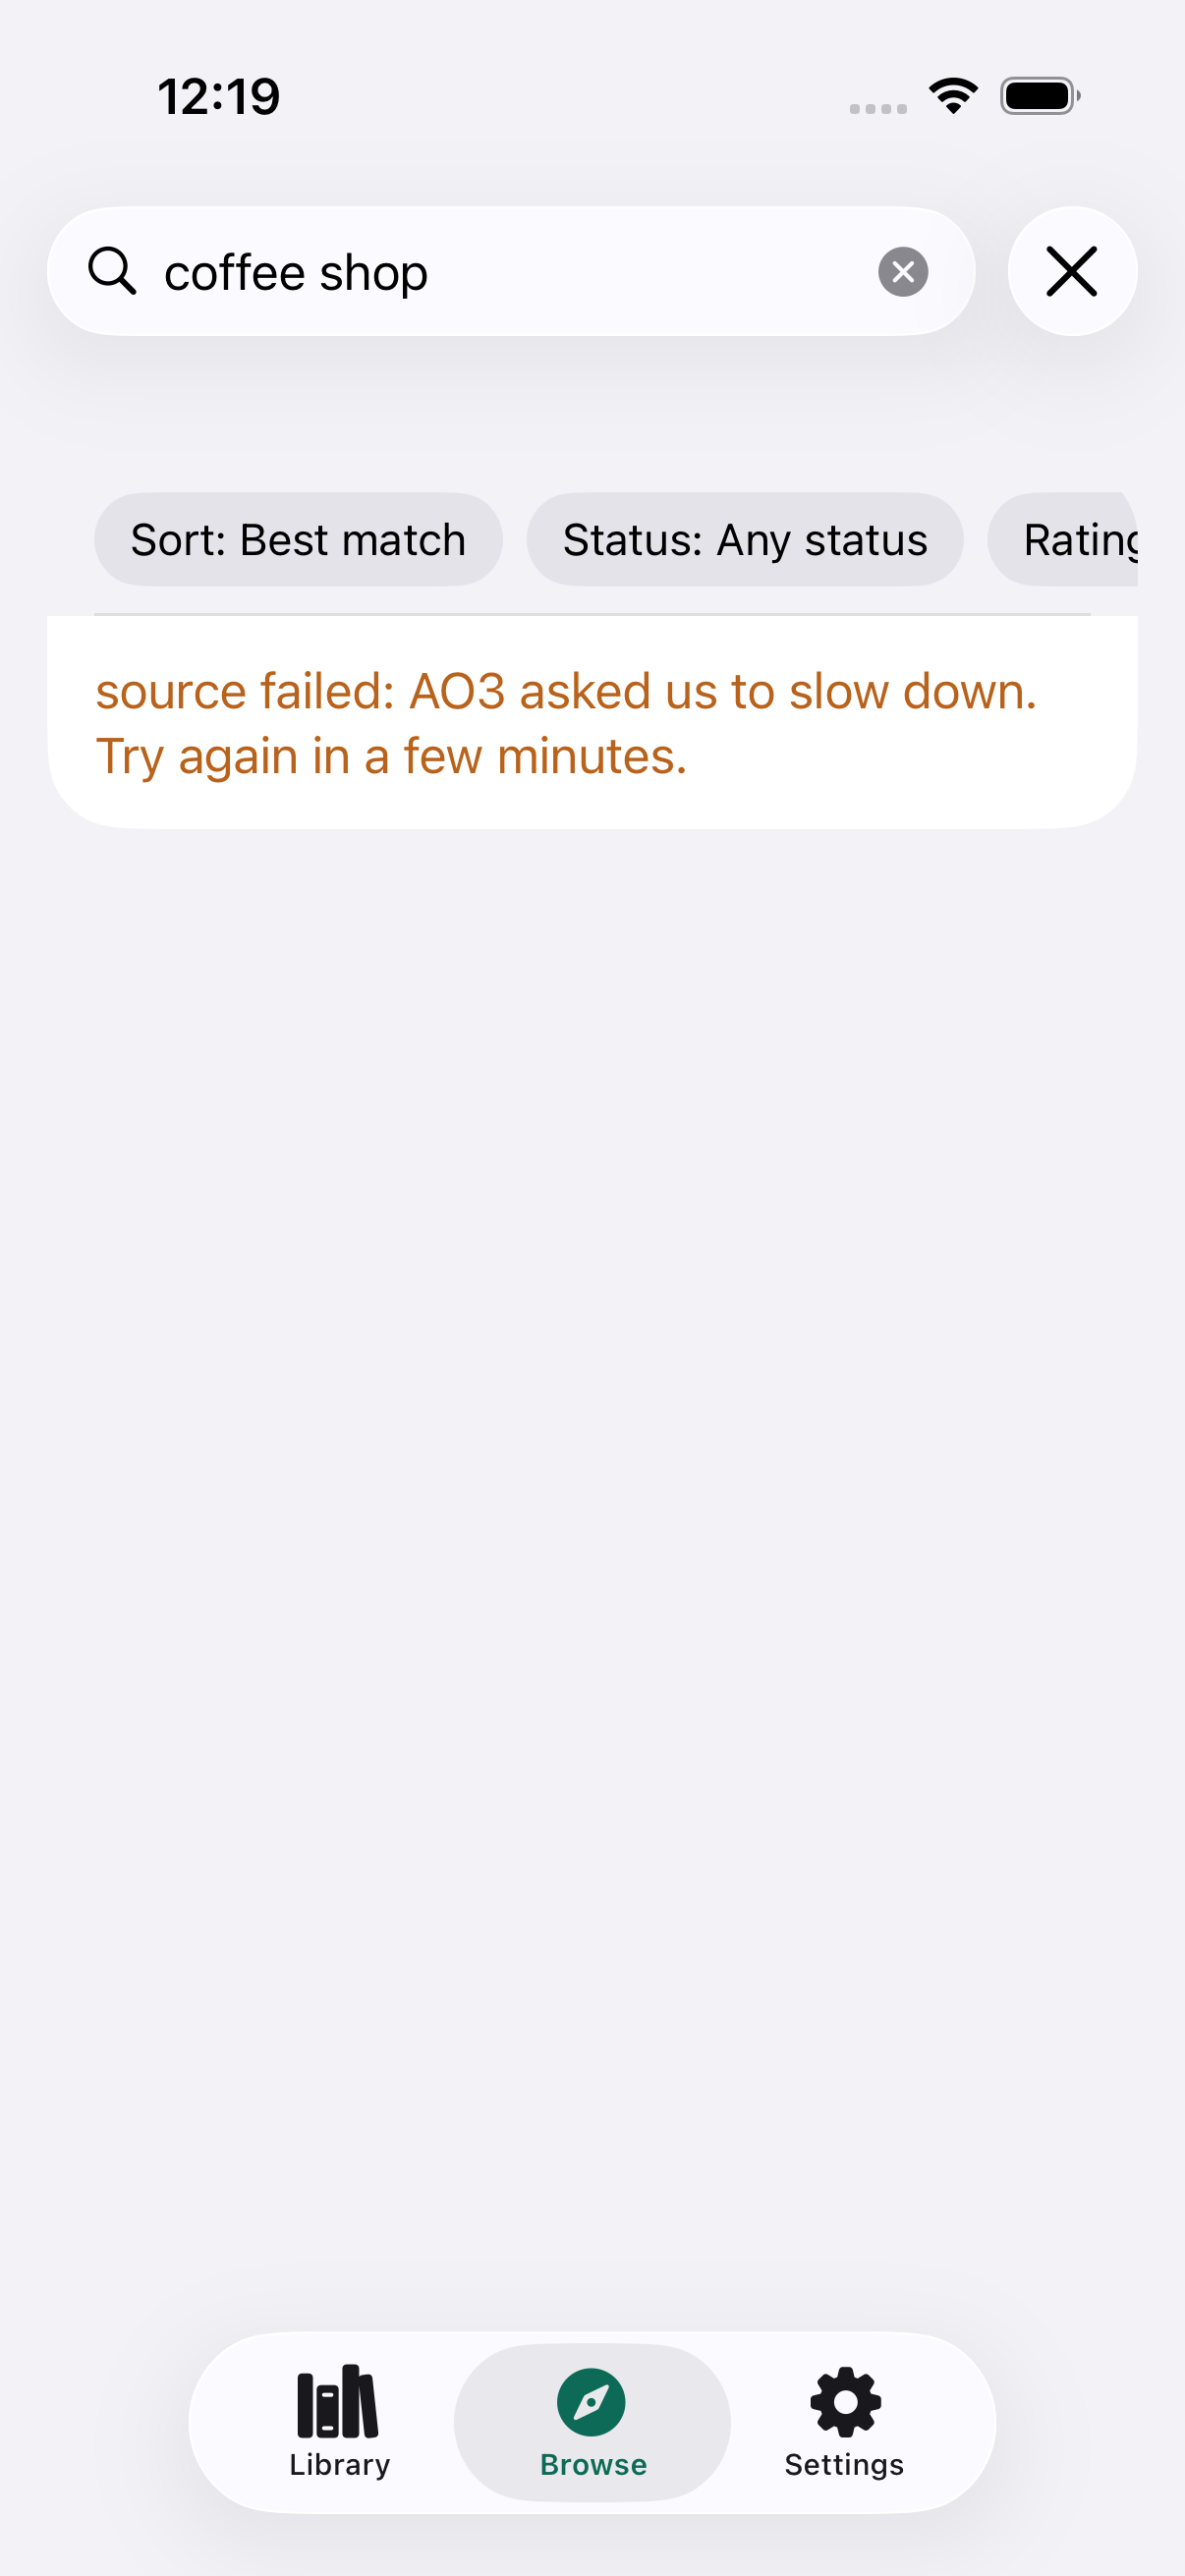 12:19
coffee shop
Sort: Best match
Status: Any status
Rating
source failed: AO3 asked us to slow down.
Try again in a few minutes.
Library
Browse
Settings